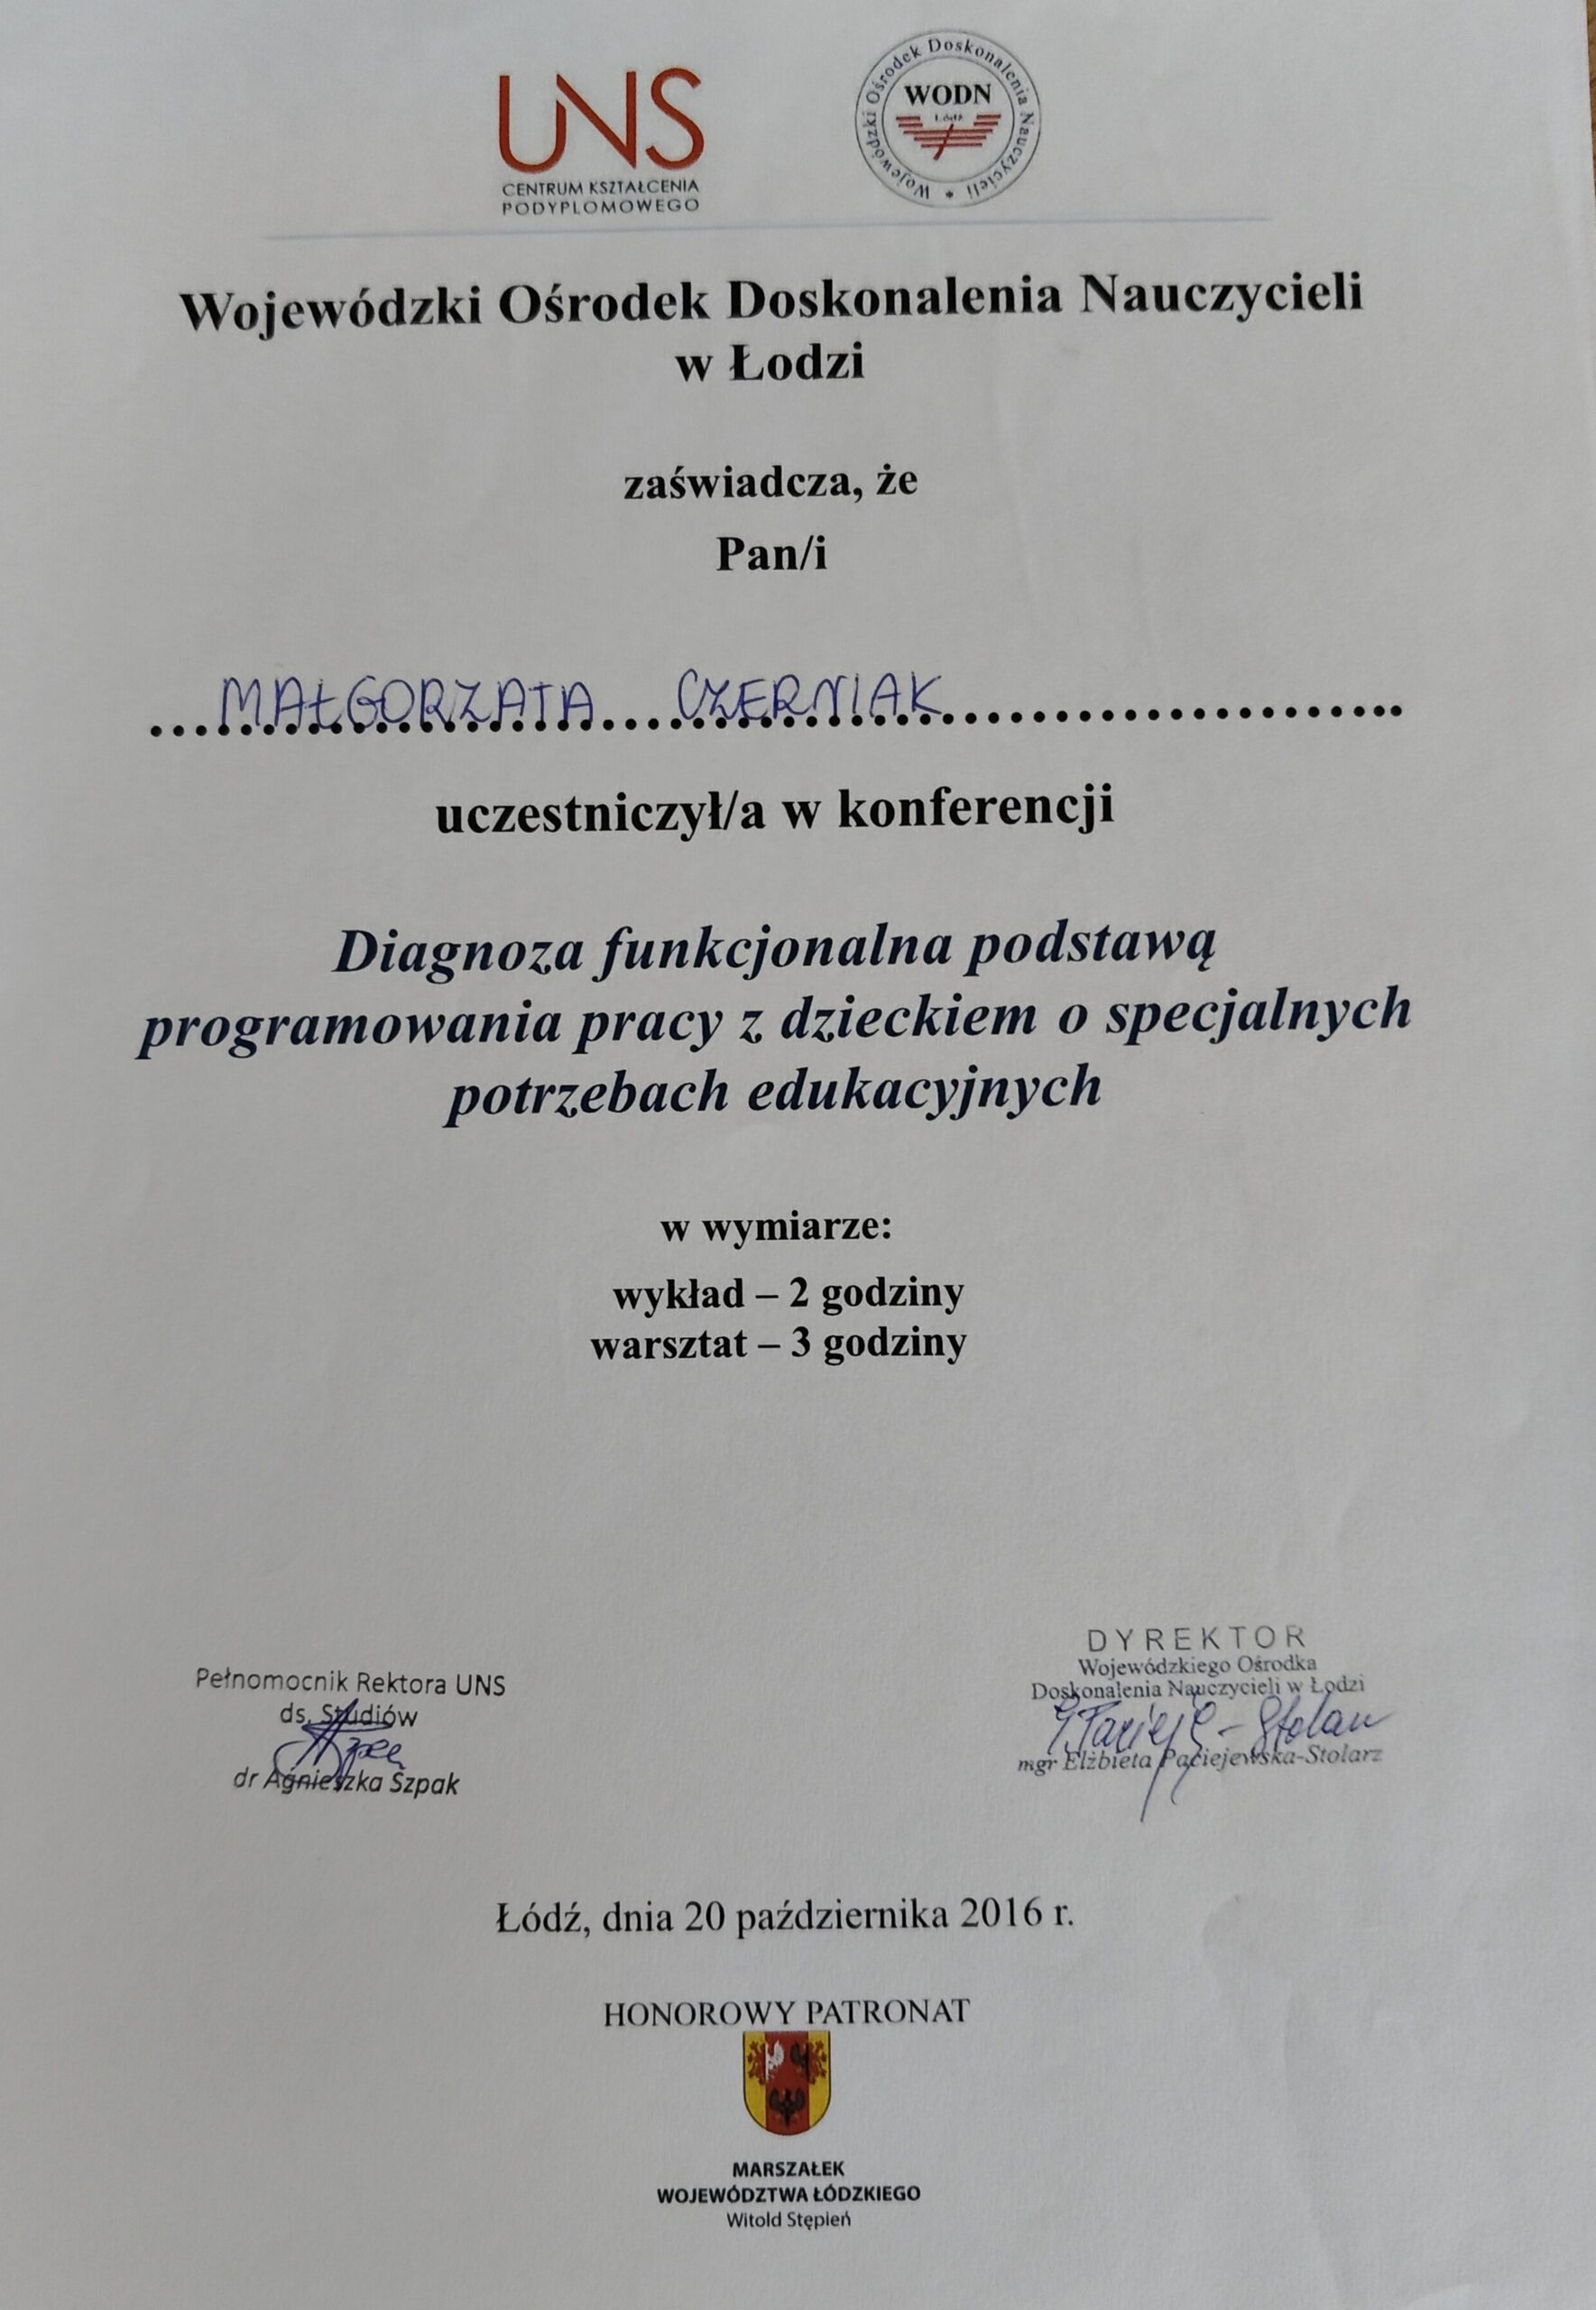 UNS
CENTRUM KSZTAŁCENIA
PODYPLOMOWEGO
Wojewódzki Ośrodek Doskonalenia Nauczycieli *
WODN
Łódź
Wojewódzki Ośrodek Doskonalenia Nauczycieli
w Łodzi
zaświadcza, że
Pan/i
...MAŁGORZATA CZERNIAK...
uczestniczył/a w konferencji
Diagnoza funkcjonalna podstawą
programowania pracy z dzieckiem o specjalnych
potrzebach edukacyjnych
w wymiarze:
wykład – 2 godziny
warsztat – 3 godziny
Pełnomocnik Rektora UNS
ds. Studiów
dr Agnieszka Szpak
DYREKTOR
Wojewódzkiego Ośrodka
Doskonalenia Nauczycieli w Łodzi
mgr Elżbieta Paciejewska-Stolarz
Łódź, dnia 20 października 2016 r.
HONOROWY PATRONAT
MARSZAŁEK
WOJEWÓDZTWA ŁÓDZKIEGO
Witold Stępień